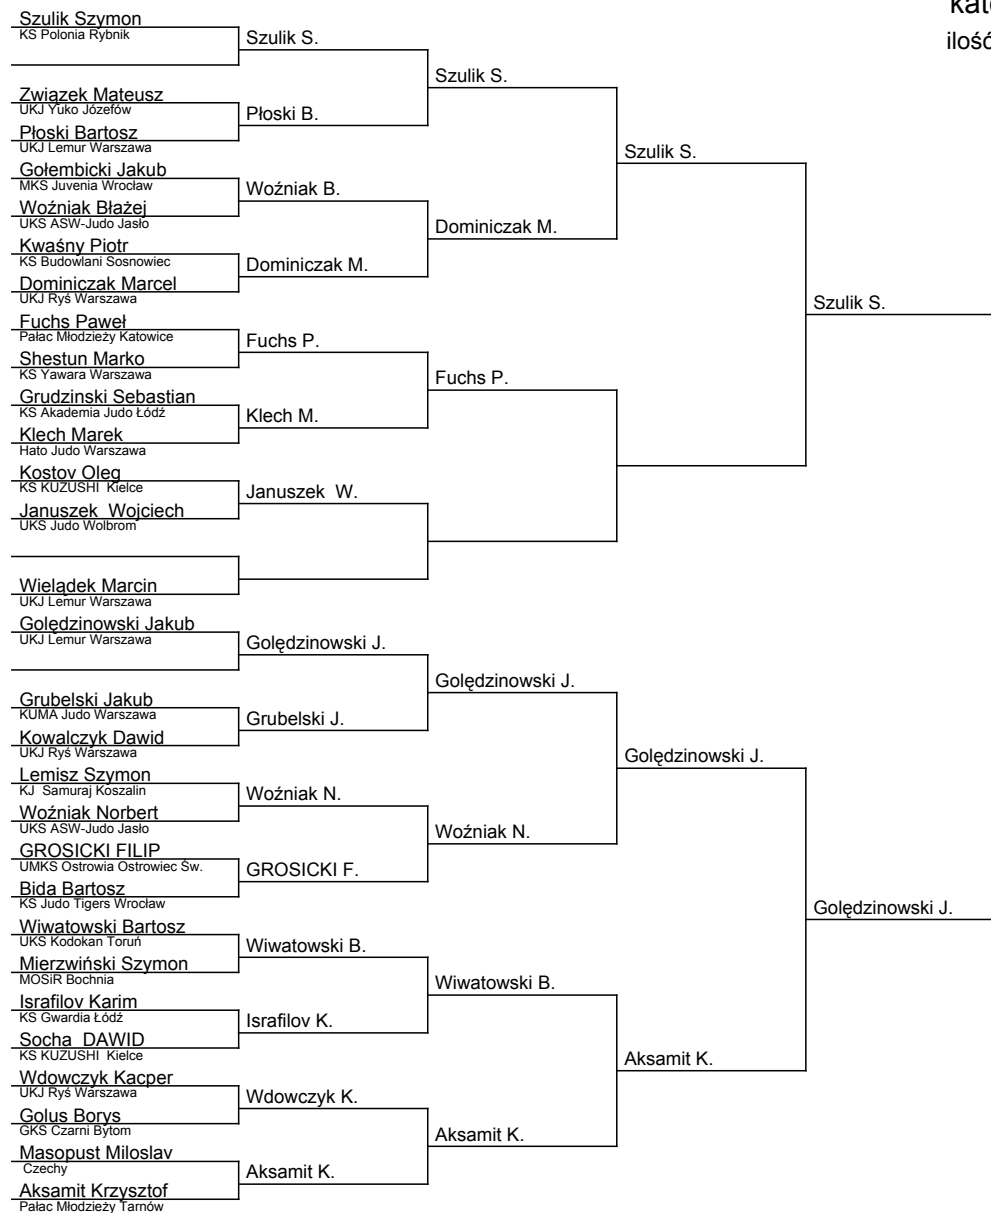 kate
ilość
Szulik Szymon
KS Polonia Rybnik
Związek Mateusz
UKJ Yuko Józefów
Płoski Bartosz
UKJ Lemur Warszawa
Gołembicki Jakub
MKS Juvenia Wrocław
Woźniak Błażej
UKS ASW-Judo Jasło
Kwaśny Piotr
KS Budowlani Sosnowiec
Dominiczak Marcel
UKJ Ryś Warszawa
Fuchs Paweł
Pałac Młodzieży Katowice
Shestun Marko
KS Yawara Warszawa
Grudzinski Sebastian
KS Akademia Judo Łódź
Klech Marek
Hato Judo Warszawa
Kostov Oleg
KS KUZUSHI Kielce
Januszek Wojciech
UKS Judo Wolbrom
Wielądek Marcin
UKJ Lemur Warszawa
Golędzinowski Jakub
UKJ Lemur Warszawa
Grubelski Jakub
KUMA Judo Warszawa
Kowalczyk Dawid
UKJ Ryś Warszawa
Lemisz Szymon
KJ Samuraj Koszalin
Woźniak Norbert
UKS ASW-Judo Jasło
GROSICKI FILIP
UMKS Ostrowia Ostrowiec Św.
Bida Bartosz
KS Judo Tigers Wrocław
Wiwatowski Bartosz
UKS Kodokan Toruń
Mierzwiński Szymon
MOSiR Bochnia
Israfilov Karim
KS Gwardia Łódź
Socha DAWID
KS KUZUSHI Kielce
Wdowczyk Kacper
UKJ Ryś Warszawa
Golus Borys
GKS Czarni Bytom
Masopust Miloslav
Czechy
Aksamit Krzysztof
Pałac Młodzieży Tarnów
Szulik S.
Płoski B.
Woźniak B.
Dominiczak M.
Fuchs P.
Klech M.
Januszek W.
Golędzinowski J.
Grubelski J.
Woźniak N.
GROSICKI F.
Wiwatowski B.
Israfilov K.
Wdowczyk K.
Aksamit K.
Szulik S.
Dominiczak M.
Fuchs P.
Golędzinowski J.
Woźniak N.
Wiwatowski B.
Aksamit K.
Szulik S.
Golędzinowski J.
Aksamit K.
Szulik S.
Golędzinowski J.